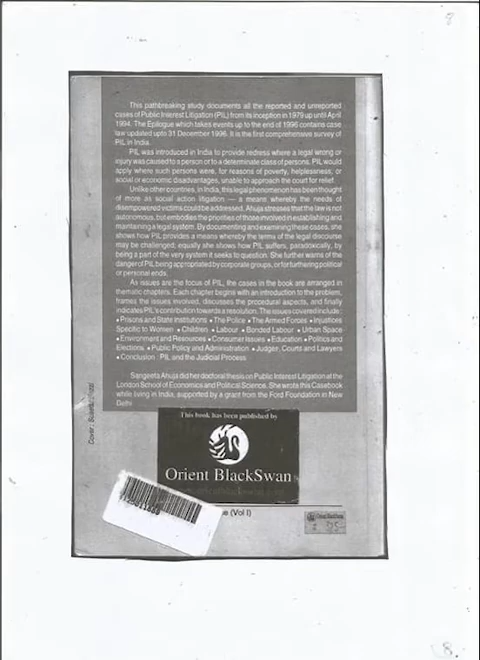 8
This pathbreaking study documents all the reported and unreported
cases of Public Interest Litigation (PIL) from its inception in 1979 up until April
1994. The Epilogue which takes events up to the end of 1996 contains case
law updated upto 31 December 1996. It is the first comprehensive survey of
PIL in India.
PIL was introduced in India to provide redress where a legal wrong or
injury was caused to a person or to a determinate class of persons. PIL would
apply where such persons were, for reasons of poverty, helplessness, or
social or economic disadvantages, unable to approach the court for relief.
Unlike other countries, in India, this legal phenomenon has been thought
of more as social action litigation — a means whereby the needs of
disempowered victims could be addressed. Ahuja stresses that the law is not
autonomous, but embodies the priorities of those involved in establishing and
maintaining a legal system. By documenting and examining these cases, she
shows how PIL provides a means whereby the terms of the legal discourse
may be challenged; equally she shows how PIL suffers, paradoxically, by
being a part of the very system it seeks to question. She further warns of the
danger of PIL being appropriated by corporate groups, or for furthering political
or personal ends.
As issues are the focus of PIL, the cases in the book are arranged in
thematic chapters. Each chapter begins with an introduction to the problem,
frames the issues involved, discusses the procedural aspects, and finally
indicates PIL's contribution towards a resolution. The issues covered include:
• Prisons and State Institutions • The Police • The Armed Forces • Injustices
Specific to Women • Children • Labour • Bonded Labour • Urban Space
• Environment and Resources • Consumer Issues • Education • Politics and
Elections • Public Policy and Administration • Judges, Courts and Lawyers
• Conclusion : PIL and the Judicial Process
Sangeeta Ahuja did her doctoral thesis on Public Interest Litigation at the
London School of Economics and Political Science. She wrote this Casebook
while being in India, supported by a grant from the Ford Foundation in New
Delhi
Cover:
This book has been published by
Orient BlackSwan
e (Vol I)
8.